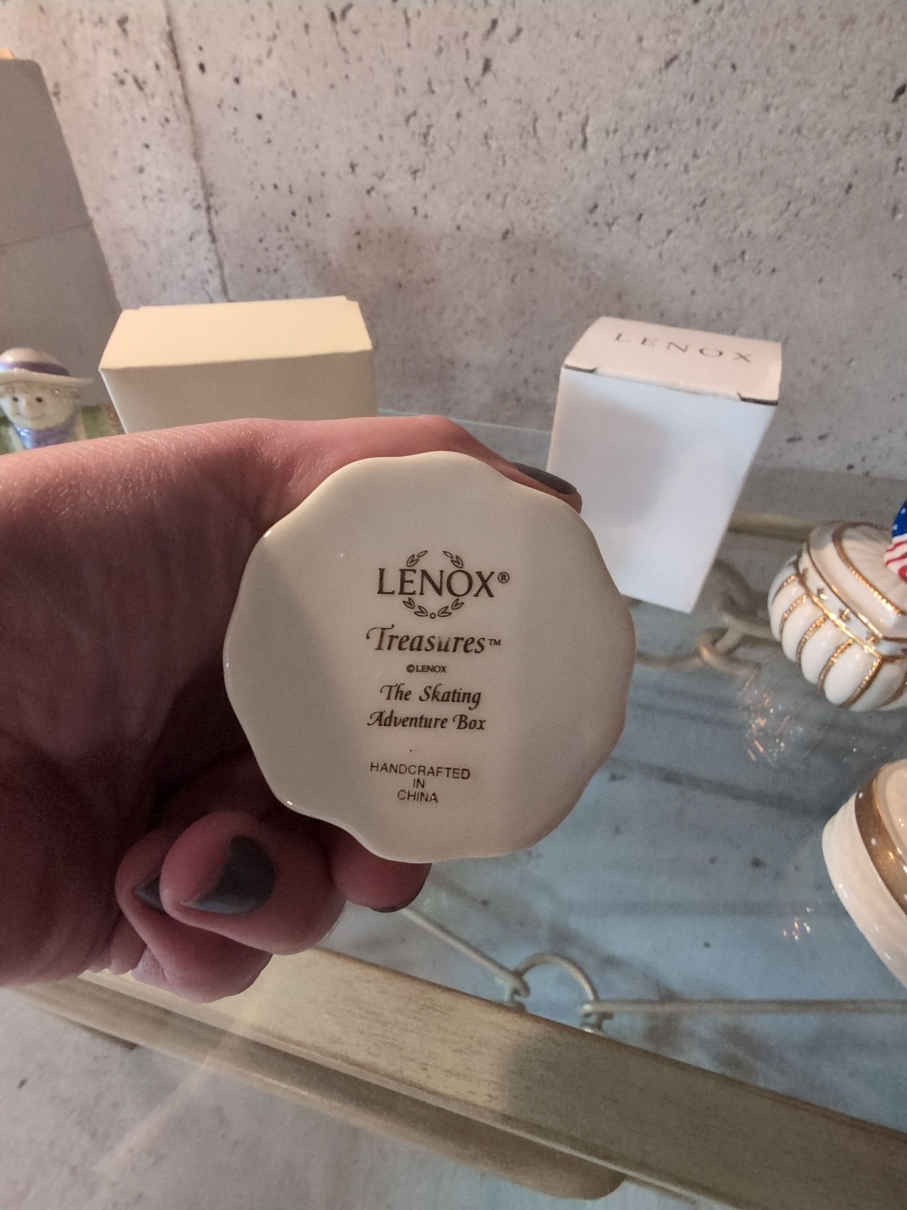 LENOX
LENOX®
Treasures™
©LENOX
The Skating
Adventure Box
HANDCRAFTED
IN
CHINA